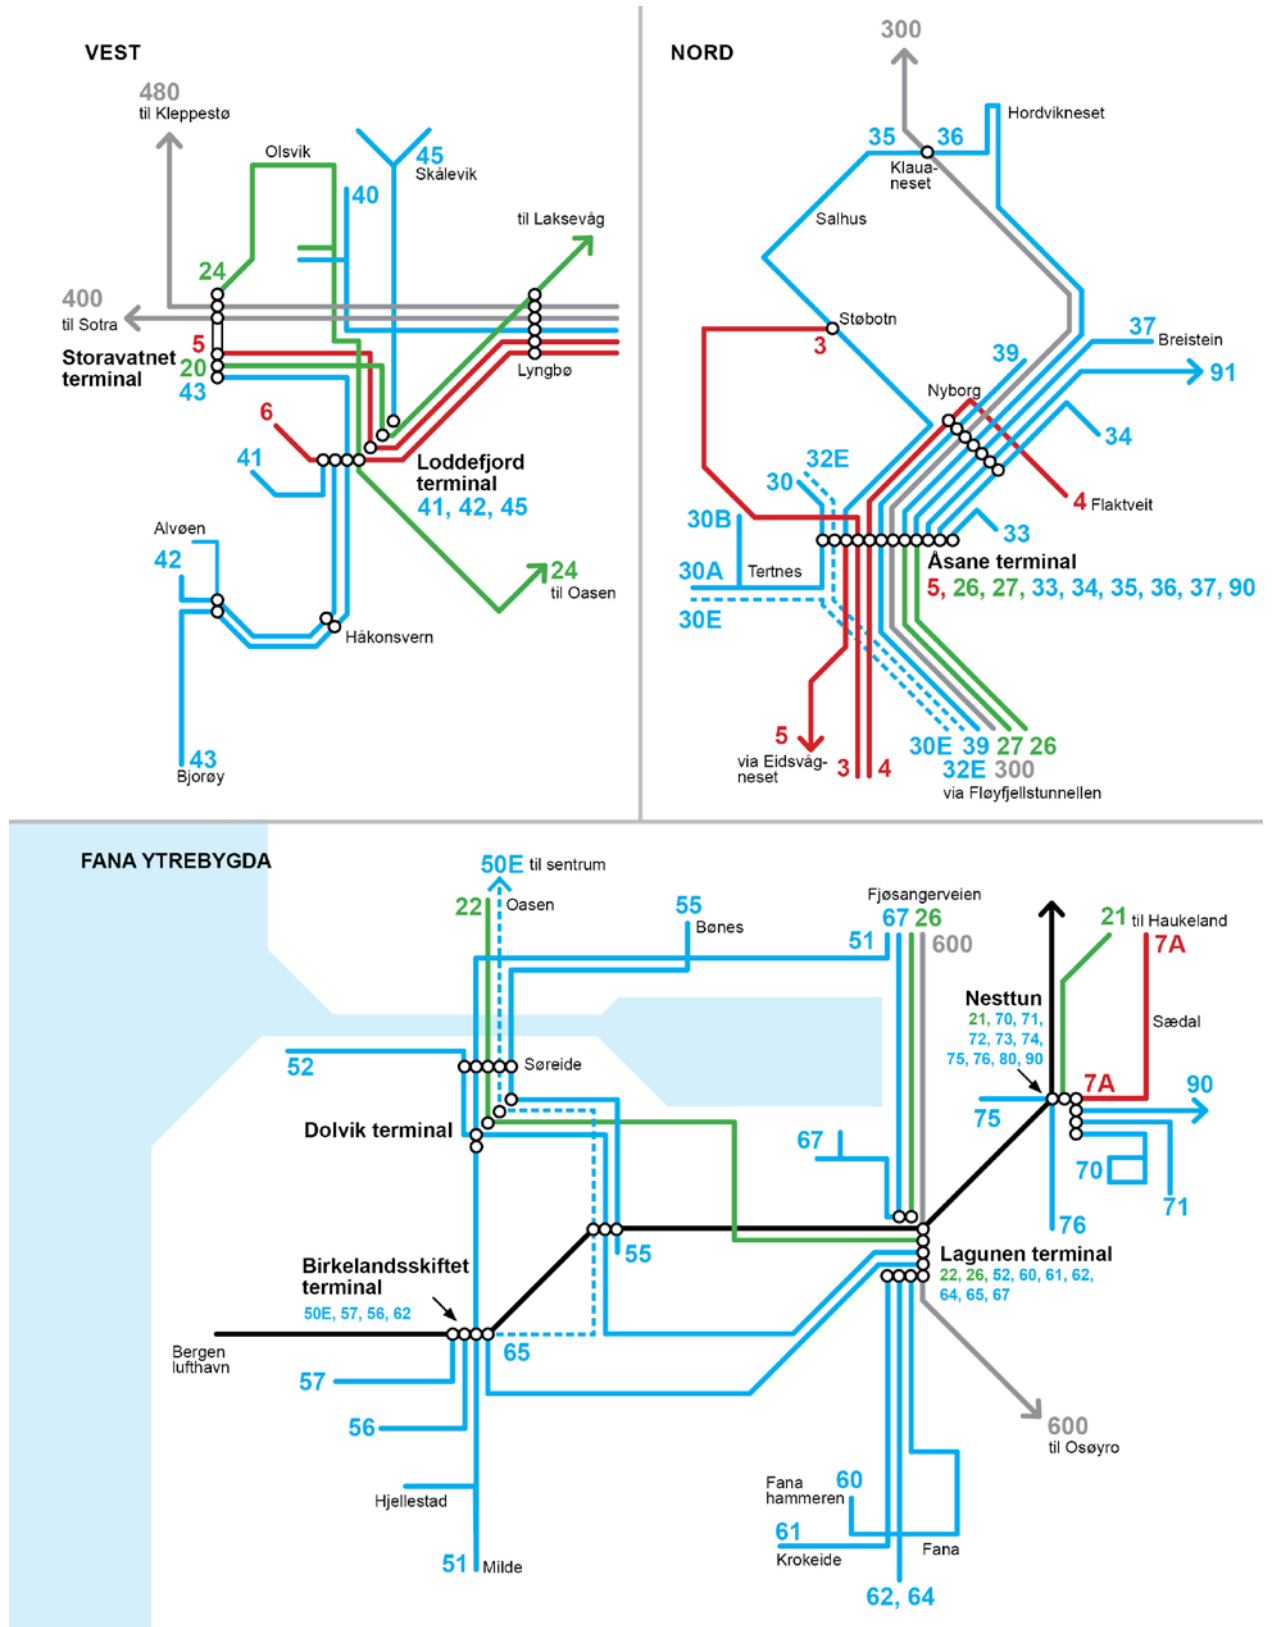 VEST
480
til Kleppestø
Olsvik
45
Skålevik
40
til Laksevåg
24
400
til Sotra
5
Storavatnet
terminal
20
43
Lyngbø
6
41
Loddefjord
terminal
41, 42, 45
Alvøen
42
24
til Oasen
Håkonsvern
43
Bjorøy
NORD
300
Hordvikneset
35
36
Klaua-
neset
Salhus
Støbotn
3
37
Breistein
39
91
Nyborg
34
32E
30
4 Flaktveit
30B
33
30A
Tertnes
Åsane terminal
5, 26, 27, 33, 34, 35, 36, 37, 90
30E
5
via Eidsvåg-
neset
3
4
30E 39 27 26
32E 300
via Fløyfjellstunnellen
FANA YTREBYGDA
50E til sentrum
22
Oasen
55
Bønes
Fjøsangerveien
67 26
51
600
21 til Haukeland
7A
Nesttun
21, 70, 71,
72, 73, 74,
75, 76, 80, 90
Sædal
52
Søreide
7A
90
75
Dolvik terminal
67
70
71
76
55
Lagunen terminal
22, 26, 52, 60, 61, 62,
64, 65, 67
Birkelandsskiftet
terminal
50E, 57, 56, 62
Bergen
lufthavn
65
57
56
600
til Osøyro
Hjellestad
Fana
hammeren
60
61
Krokeide
Fana
51 Milde
62, 64